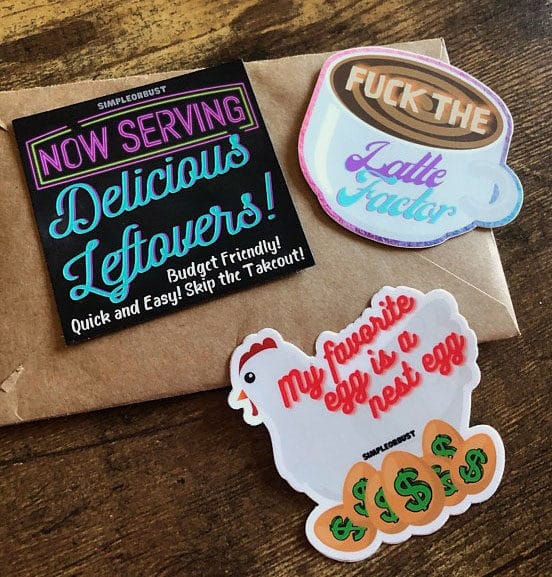 SIMPLEORBUST
NOW SERVING
Delicious
Leftovers!
Budget Friendly!
Quick and Easy! Skip the Takeout!
FUCK THE
Latte
Factor
My favorite
egg is a
nest egg
SIMPLEORBUST
$ $ $ $ $ $